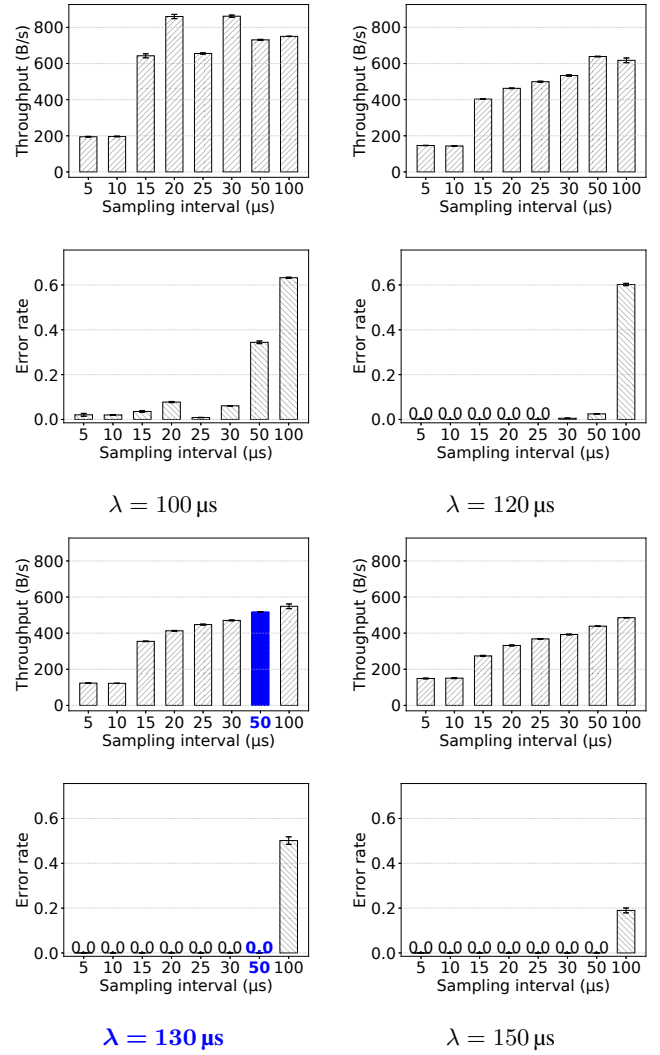 Throughput (B/s)
800
600
400
200
0
5 10 15 20 25 30 50 100
Sampling interval (µs)
Throughput (B/s)
800
600
400
200
0
5 10 15 20 25 30 50 100
Sampling interval (µs)
Error rate
0.6
0.4
0.2
0.0
5 10 15 20 25 30 50 100
Sampling interval (µs)
λ = 100 µs
Error rate
0.6
0.4
0.2
0.0
0.0 0.0 0.0 0.0 0.0
5 10 15 20 25 30 50 100
Sampling interval (µs)
λ = 120 µs
Throughput (B/s)
800
600
400
200
0
5 10 15 20 25 30 50 100
Sampling interval (µs)
Throughput (B/s)
800
600
400
200
0
5 10 15 20 25 30 50 100
Sampling interval (µs)
Error rate
0.6
0.4
0.2
0.0
0.0 0.0 0.0 0.0 0.0 0.0 0.0
5 10 15 20 25 30 50 100
Sampling interval (µs)
λ = 130 µs
Error rate
0.6
0.4
0.2
0.0
0.0 0.0 0.0 0.0 0.0 0.0 0.0
5 10 15 20 25 30 50 100
Sampling interval (µs)
λ = 150 µs